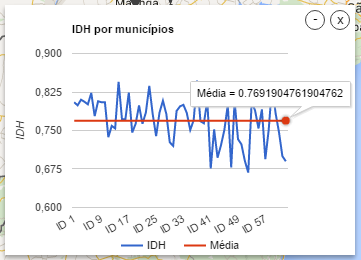 - x
IDH por municípios
0,900
0,825
0,750
0,675
0,600
IDH
Média = 0.7691904761904762
ID 1
ID 9
ID 17
ID 25
ID 33
ID 41
ID 49
ID 57
IDH
Média